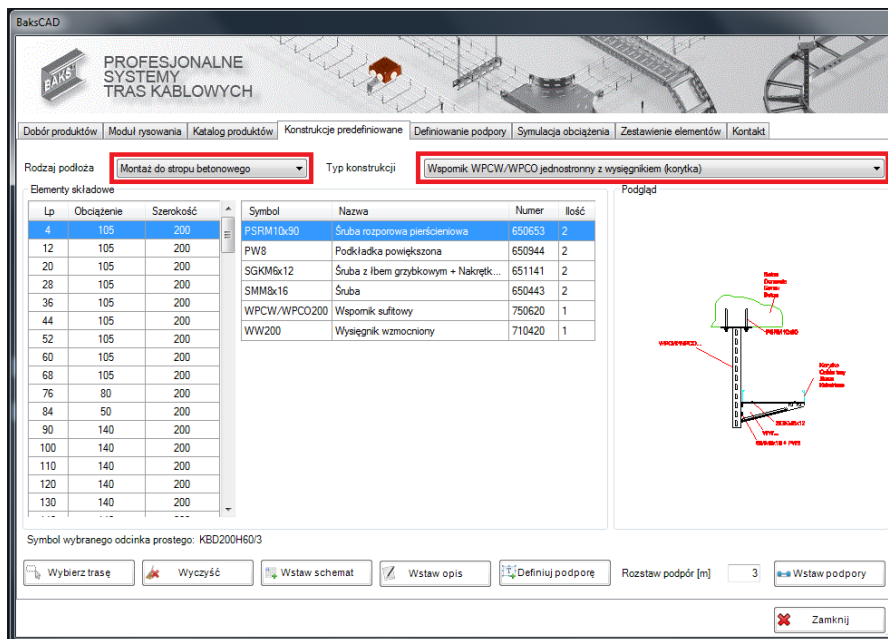 BaksCAD
BAKS
PROFESJONALNE
SYSTEMY
TRAS KABLOWYCH
Dobór produktów Moduł rysowania Katalog produktów Konstrukcje predefiniowane Definiowanie podpory Symulacja obciążenia Zestawienie elementów Kontakt
Rodzaj podłoża Montaż do stropu betonowego Typ konstrukcji Wspornik WPCW/WPCO jednostronny z wysięgnikiem (korytka)
Elementy składowe Podgląd
Lp Obciążenie Szerokość Symbol Nazwa Numer Ilość
4 105 200 PSRM10x90 Śruba rozporowa pierścieniowa 650653 2
12 105 200 PW8 Podkładka powiększona 650944 2
20 105 200 SGKM6x12 Śruba z łbem grzybkowym + Nakrętk... 651141 2
28 105 200 SMM8x16 Śruba 650443 2
36 105 200 WPCW/WPCO200 Wspornik sufitowy 750620 1
44 105 200 WW200 Wysięgnik wzmocniony 710420 1
52 105 200
60 105 200
68 105 200
76 80 200
84 50 200
90 140 200
100 140 200
110 140 200
120 140 200
130 140 200
PSRM10x90
Symbol wybranego odcinka prostego: KBD200H60/3
Wybierz trasę Wyczyść Wstaw schemat Wstaw opis Definiuj podporę Rozstaw podpór [m] 3 Wstaw podpory
Zamknij